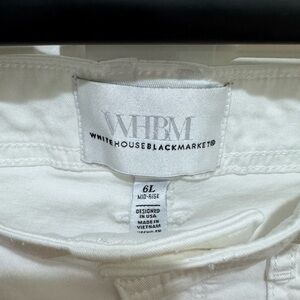 WHBM
WHITEHOUSEBLACKMARKET®
6L
MID-RISE
DESIGNED
IN USA
MADE IN
VIETNAM